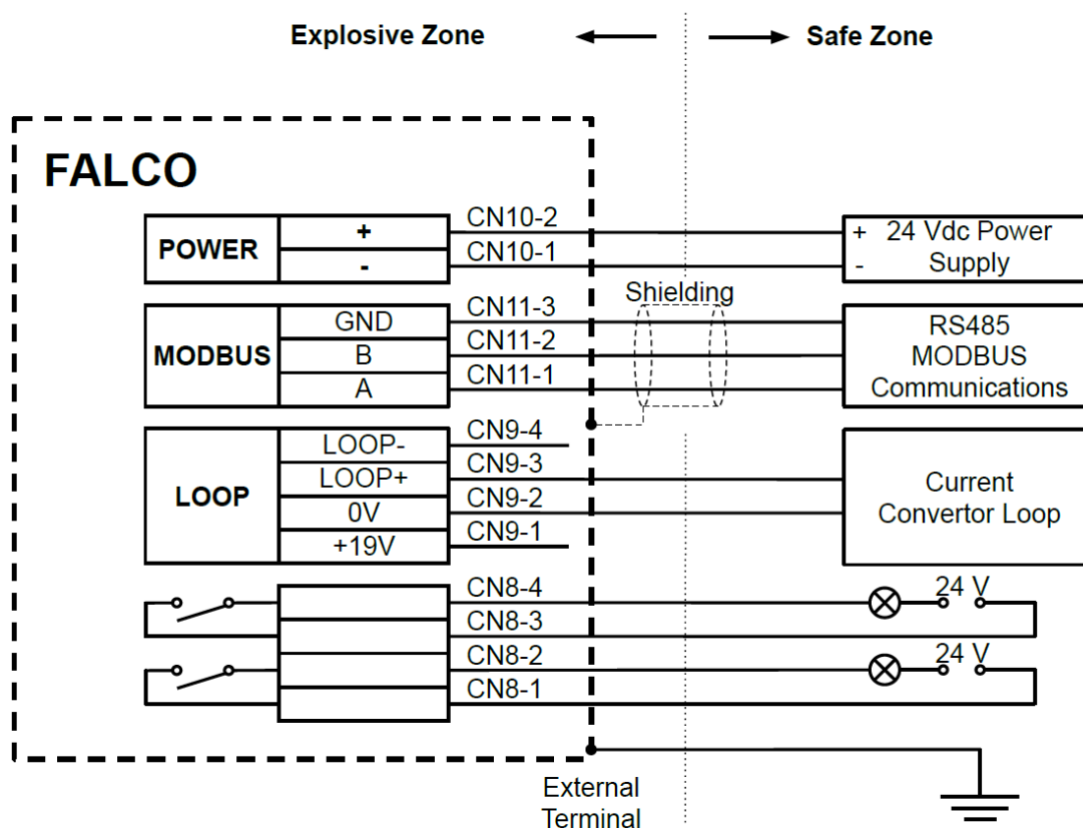 Explosive Zone
Safe Zone
FALCO
POWER
+
-
CN10-2
CN10-1
+ 24 Vdc Power
- Supply
Shielding
MODBUS
GND
B
A
CN11-3
CN11-2
CN11-1
RS485
MODBUS
Communications
LOOP
LOOP-
LOOP+
0V
+19V
CN9-4
CN9-3
CN9-2
CN9-1
Current
Convertor Loop
CN8-4
CN8-3
CN8-2
CN8-1
24 V
24 V
External
Terminal